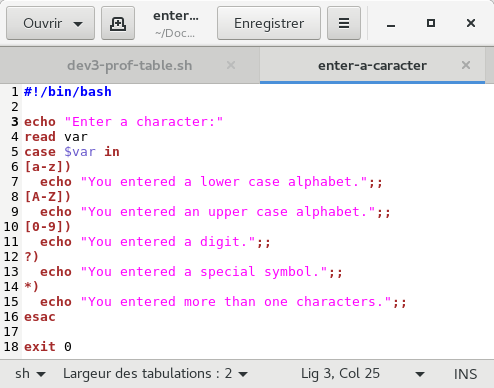 Ouvrir enter... ~/Doc... Enregistrer
dev3-prof-table.sh × enter-a-caracter ×
1 #!/bin/bash
2
3 echo "Enter a character:"
4 read var
5 case $var in
6 [a-z])
7   echo "You entered a lower case alphabet.";;
8 [A-Z])
9   echo "You entered an upper case alphabet.";;
10 [0-9])
11   echo "You entered a digit.";;
12 ?)
13   echo "You entered a special symbol.";;
14 *)
15   echo "You entered more than one characters.";;
16 esac
17
18 exit 0
sh Largeur des tabulations : 2 Lig 3, Col 25 INS